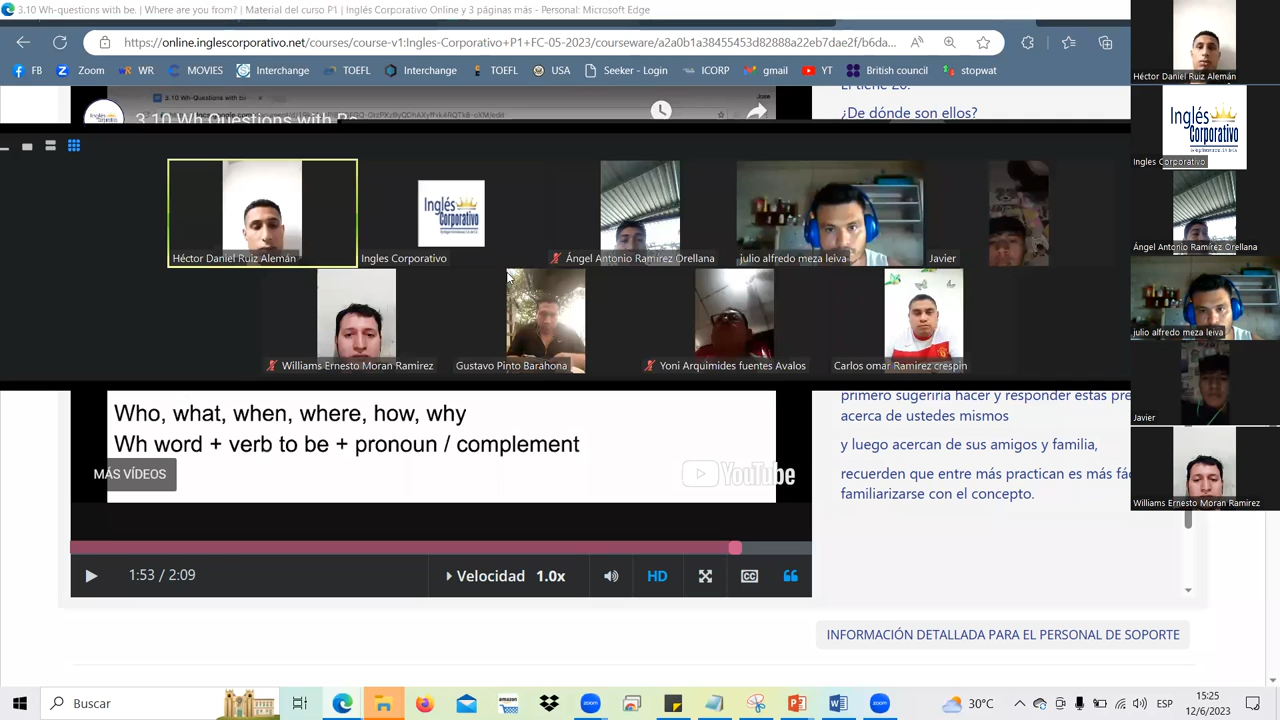 3.10 Wh-questions with be. | Where are you from? | Material del curso P1 | Inglés Corporativo Online y 3 páginas más - Personal: Microsoft Edge
https://online.inglescorporativo.net/courses/course-v1:Ingles-Corporativo+P1+FC-05-2023/courseware/a2a0b1a38455453d82888a22eb7dae2f/b6da...
FB
Zoom
WR
MOVIES
Interchange
TOEFL
Interchange
TOEFL
USA
Seeker - Login
ICORP
gmail
YT
British council
stopwat
3.10 Wh-Questions with Be
¿De dónde son ellos?
Héctor Daniel Ruiz Alemán
Ingles Corporativo
Ángel Antonio Ramírez Orellana
julio alfredo meza leiva
Javier
Williams Ernesto Moran Ramirez
Gustavo Pinto Barahona
Yoni Arquimides fuentes Avalos
Carlos omar Ramirez crespin
Héctor Daniel Ruiz Alemán
Inglés
Corporativo
Ingles Corporativo
Ángel Antonio Ramírez Orellana
julio alfredo meza leiva
Javier
Williams Ernesto Moran Ramirez
Inglés
Corporativo
Who, what, when, where, how, why
Wh word + verb to be + pronoun / complement
MÁS VÍDEOS
YouTube
primero sugeriría hacer y responder estas pre
acerca de ustedes mismos
y luego acercan de sus amigos y familia,
recuerden que entre más practican es más fác
familiarizarse con el concepto.
1:53 / 2:09
Velocidad 1.0x
HD
CC
INFORMACIÓN DETALLADA PARA EL PERSONAL DE SOPORTE
Buscar
amazon
zoom
zoom
30°C
ESP
15:25
12/6/2023